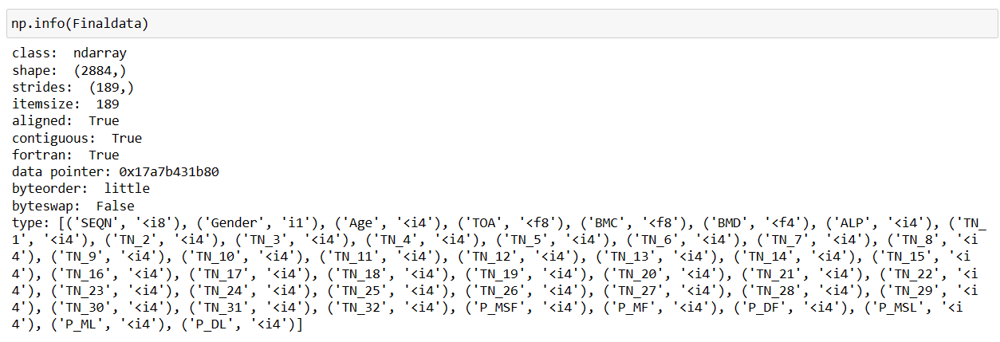 np.info(Finaldata)
class:  ndarray
shape:  (2884,)
strides:  (189,)
itemsize:  189
aligned:  True
contiguous:  True
fortran:  True
data pointer: 0x17a7b431b80
byteorder:  little
byteswap:  False
type: [('SEQN', '<i8'), ('Gender', 'i1'), ('Age', '<i4'), ('TOA', '<f8'), ('BMC', '<f8'), ('BMD', '<f4'), ('ALP', '<i4'), ('TN_
1', '<i4'), ('TN_2', '<i4'), ('TN_3', '<i4'), ('TN_4', '<i4'), ('TN_5', '<i4'), ('TN_6', '<i4'), ('TN_7', '<i4'), ('TN_8', '<i
4'), ('TN_9', '<i4'), ('TN_10', '<i4'), ('TN_11', '<i4'), ('TN_12', '<i4'), ('TN_13', '<i4'), ('TN_14', '<i4'), ('TN_15', '<i
4'), ('TN_16', '<i4'), ('TN_17', '<i4'), ('TN_18', '<i4'), ('TN_19', '<i4'), ('TN_20', '<i4'), ('TN_21', '<i4'), ('TN_22', '<i
4'), ('TN_23', '<i4'), ('TN_24', '<i4'), ('TN_25', '<i4'), ('TN_26', '<i4'), ('TN_27', '<i4'), ('TN_28', '<i4'), ('TN_29', '<i
4'), ('TN_30', '<i4'), ('TN_31', '<i4'), ('TN_32', '<i4'), ('P_MSF', '<i4'), ('P_MF', '<i4'), ('P_DF', '<i4'), ('P_MSL', '<i
4'), ('P_ML', '<i4'), ('P_DL', '<i4')]